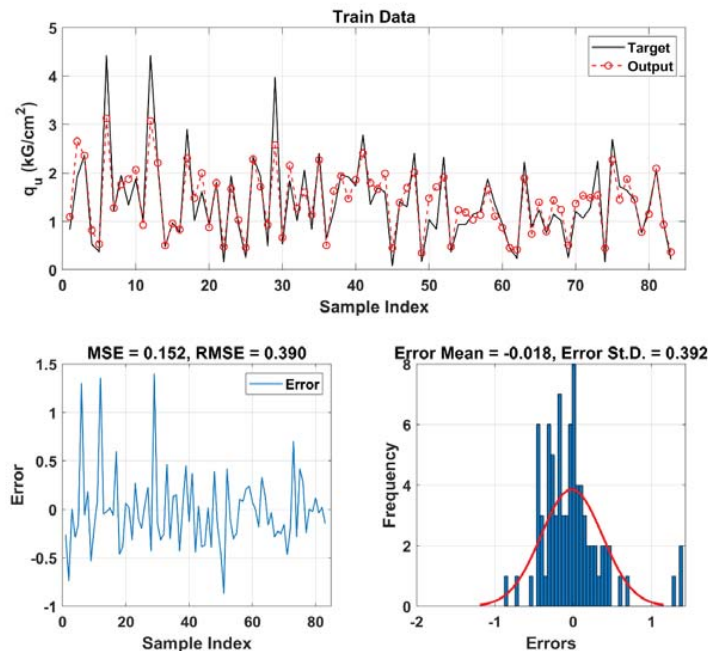 Train Data
5
4
3
2
1
0
q_u (kG/cm²)
Target
Output
0 10 20 30 40 50 60 70 80
Sample Index
MSE = 0.152, RMSE = 0.390
1.5
1
0.5
0
-0.5
-1
Error
Error
0 20 40 60 80
Sample Index
Error Mean = -0.018, Error St.D. = 0.392
8
6
4
2
0
Frequency
-2 -1 0 1
Errors